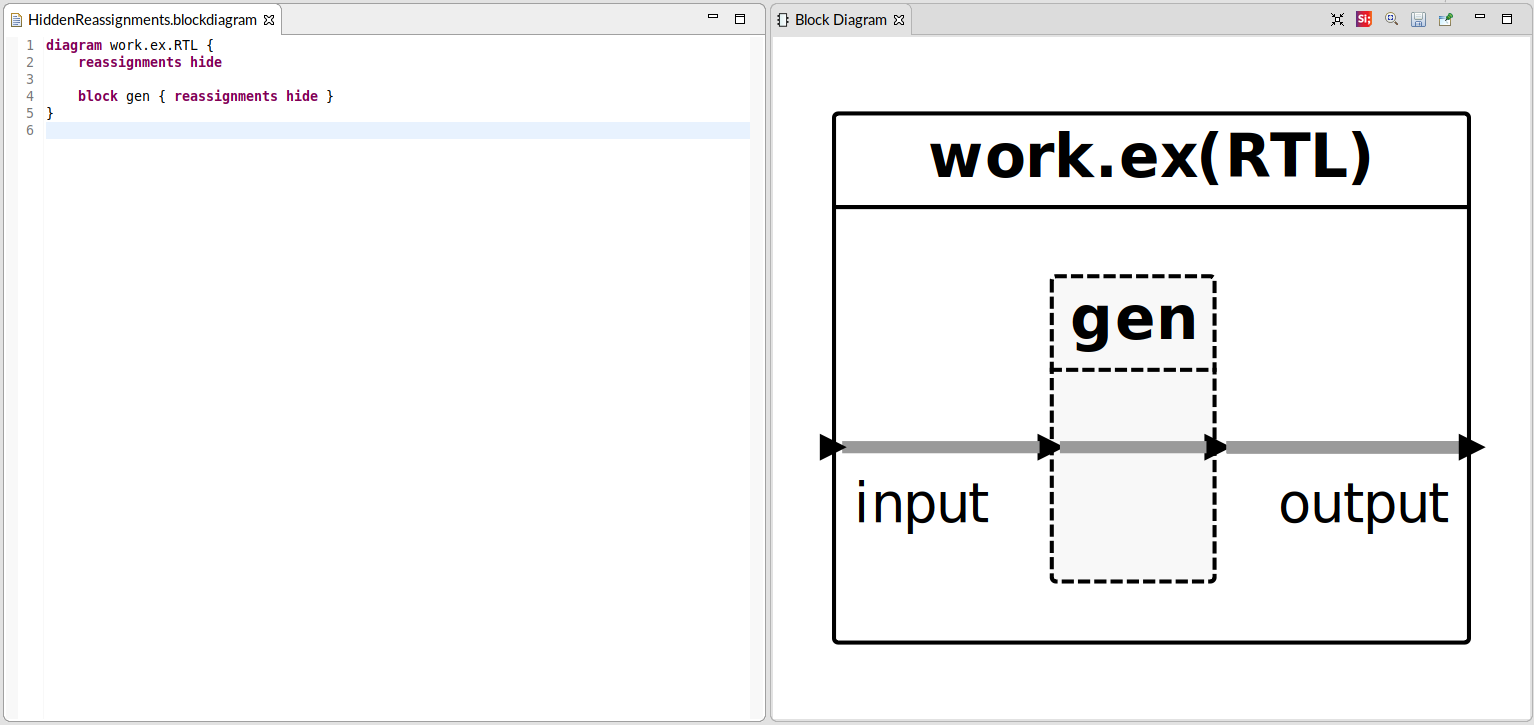 HiddenReassignments.blockdiagram
1 diagram work.ex.RTL {
2     reassignments hide
3
4     block gen { reassignments hide }
5 }
6
Block Diagram
Si;
work.ex(RTL)
gen
input
output